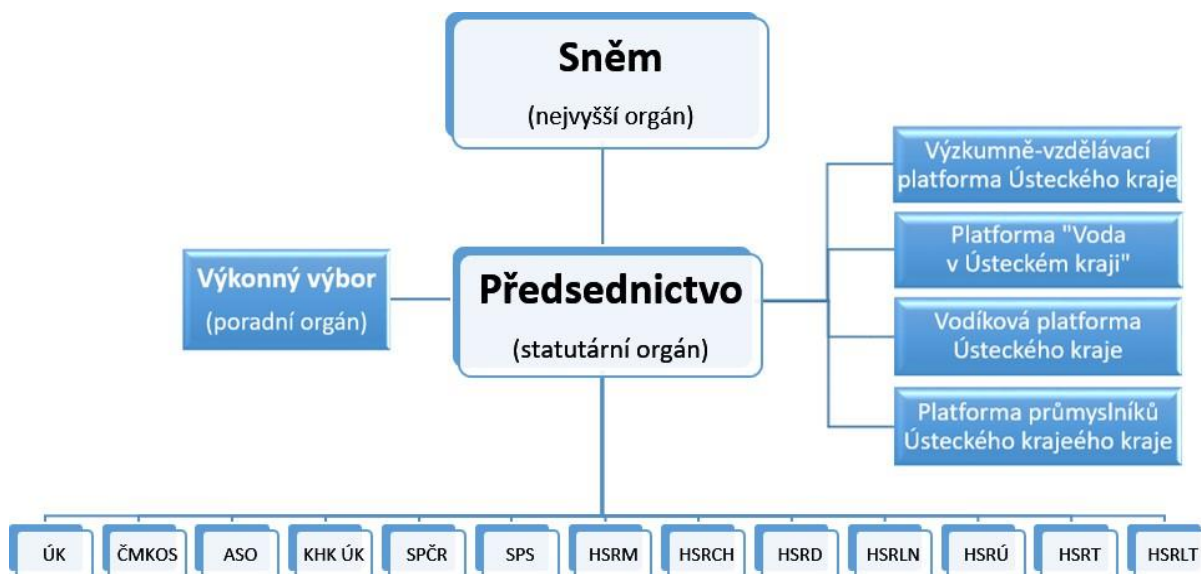 Sněm
(nejvyšší orgán)
Výzkumně-vzdělávací
platforma Ústeckého kraje
Platforma "Voda
v Ústeckém kraji"
Výkonný výbor
(poradní orgán)
Předsednictvo
(statutární orgán)
Vodíková platforma
Ústeckého kraje
Platforma průmyslníků
Ústeckého krajeého kraje
ÚK
ČMKOS
ASO
KHK ÚK
SPČR
SPS
HSRM
HSRCH
HSRD
HSRLN
HSRÚ
HSRT
HSRLT